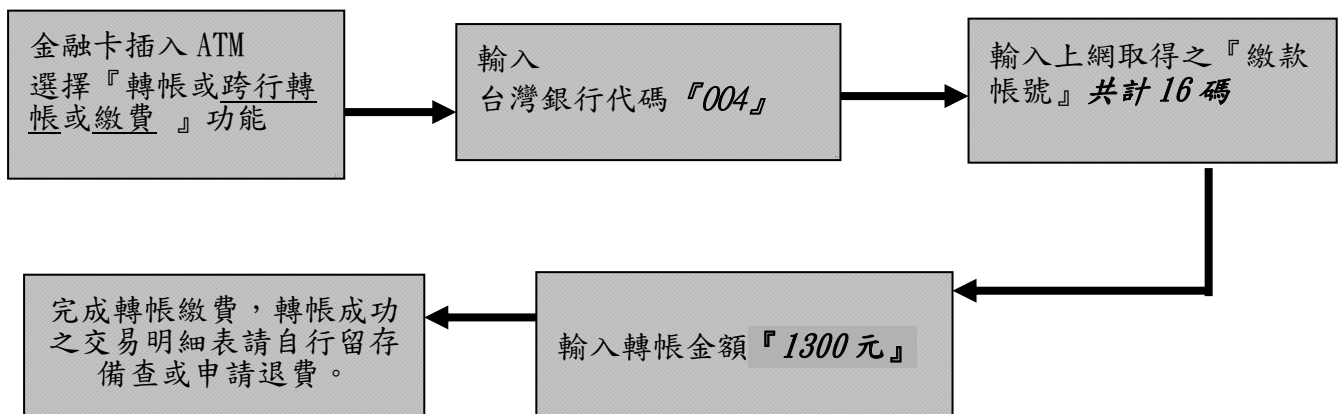 金融卡插入 ATM
選擇『轉帳或跨行轉
帳或繳費 』功能
輸入
台灣銀行代碼『004』
輸入上網取得之『繳款
帳號』共計 16 碼
輸入轉帳金額『1300 元』
完成轉帳繳費，轉帳成功
之交易明細表請自行留存
備查或申請退費。